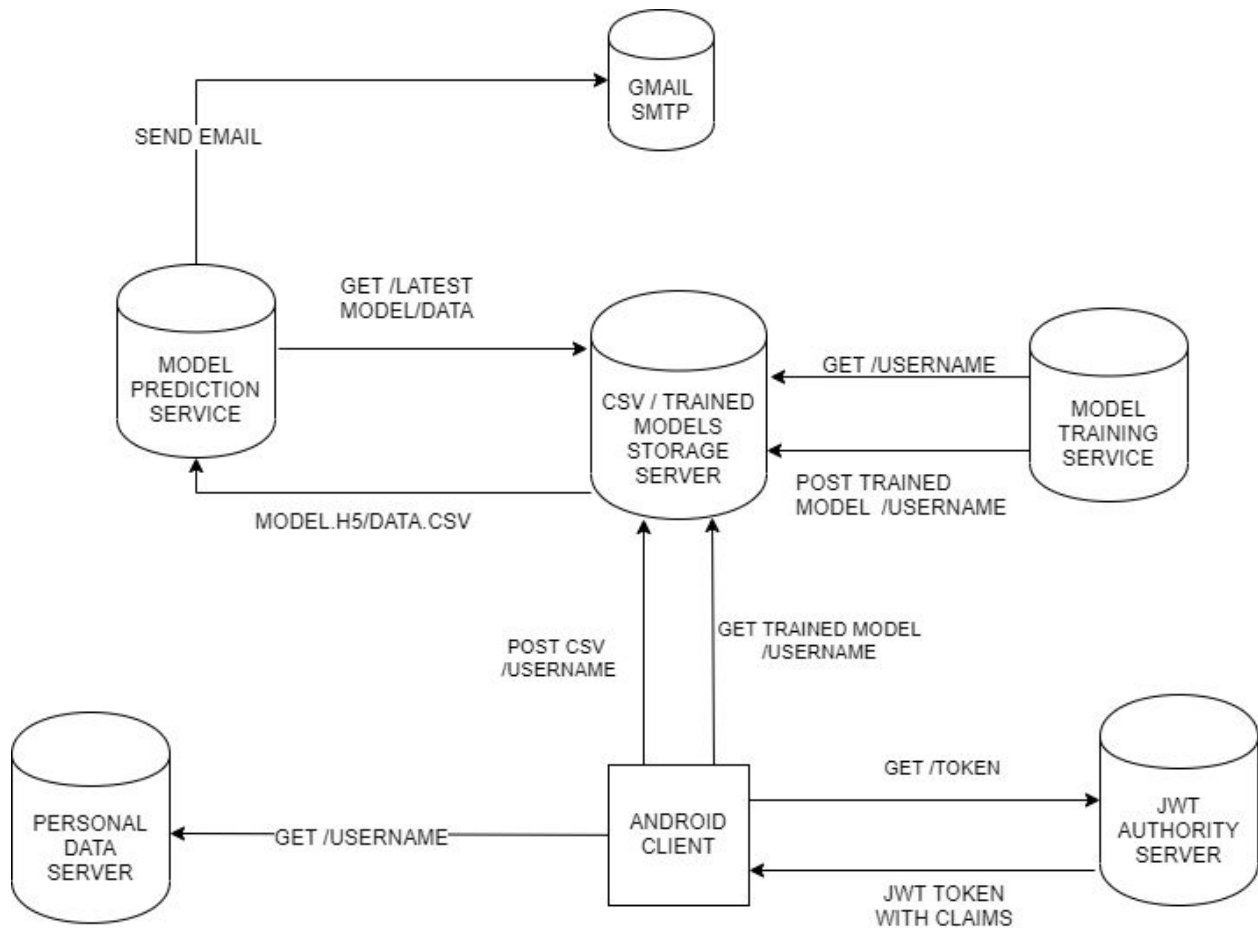 GMAIL
SMTP
SEND EMAIL
GET /LATEST
MODEL/DATA
MODEL
PREDICTION
SERVICE
CSV / TRAINED
MODELS
STORAGE
SERVER
GET /USERNAME
MODEL
TRAINING
SERVICE
POST TRAINED
MODEL /USERNAME
MODEL.H5/DATA.CSV
POST CSV
/USERNAME
GET TRAINED MODEL
/USERNAME
PERSONAL
DATA
SERVER
GET /USERNAME
ANDROID
CLIENT
GET /TOKEN
JWT
AUTHORITY
SERVER
JWT TOKEN
WITH CLAIMS